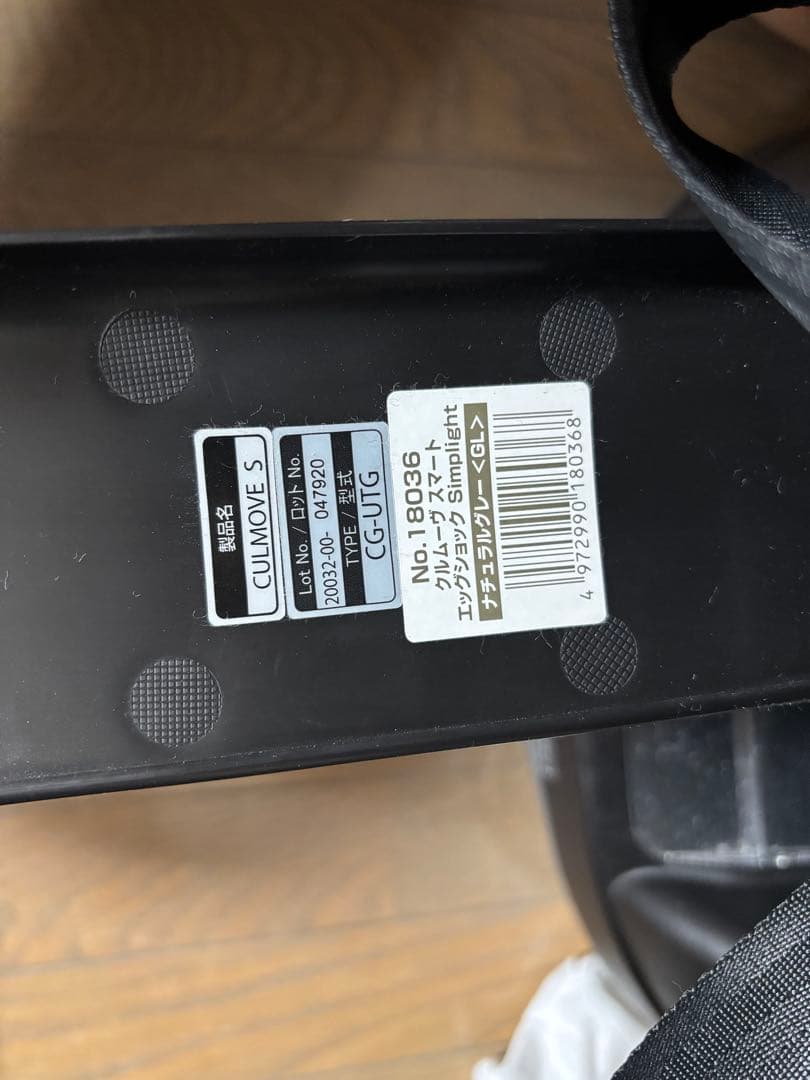 製品名
CULMOVE S
Lot No. / ロットNo.
20032-00- 047920
TYPE / 型式
CG-UTG
No.18036
クルムーヴ スマート
エッグショック Simplight
ナチュラルグレー<GL>
4 972990 180368